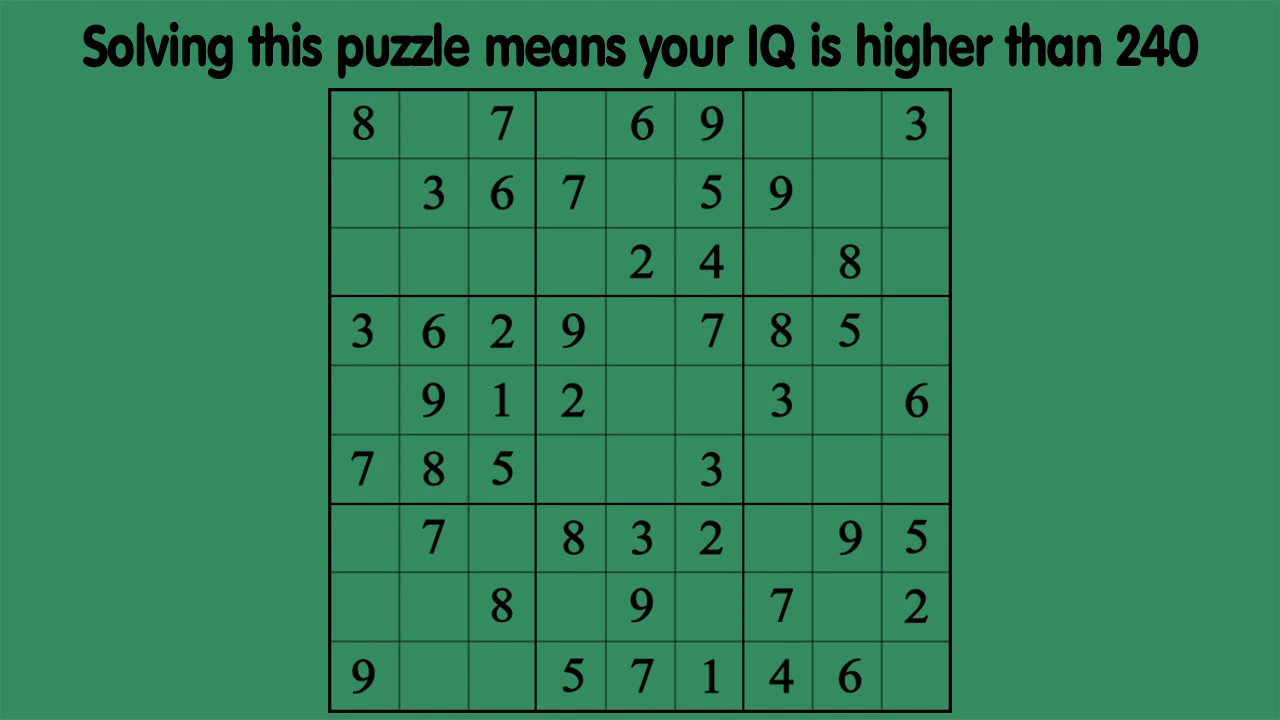 Solving this puzzle means your IQ is higher than 240
8 7 6 9 3
3 6 7 5 9
2 4 8
3 6 2 9 7 8 5
9 1 2 3 6
7 8 5 3
7 8 3 2 9 5
8 9 7 2
9 5 7 1 4 6